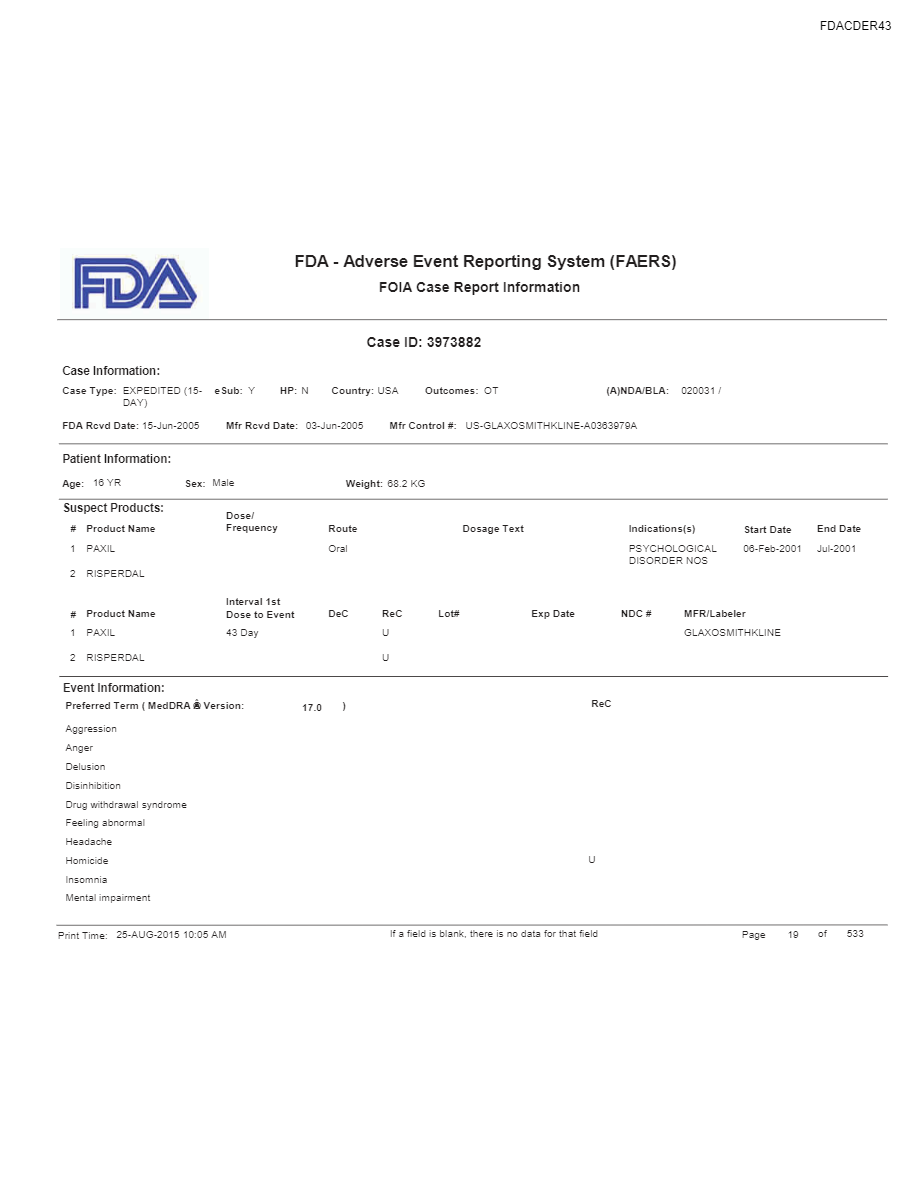 FDACDER43
FDA
FDA - Adverse Event Reporting System (FAERS)
FOIA Case Report Information
Case ID: 3973882
Case Information:
Case Type: EXPEDITED (15- eSub: Y HP: N Country: USA Outcomes: OT (A)NDA/BLA: 020031 /
DAY)
FDA Rcvd Date: 15-Jun-2005 Mfr Rcvd Date: 03-Jun-2005 Mfr Control #: US-GLAXOSMITHKLINE-A0363979A
Patient Information:
Age: 16 YR Sex: Male Weight: 68.2 KG
Suspect Products:
Dose/
# Product Name Frequency Route Dosage Text Indications(s) Start Date End Date
1 PAXIL Oral PSYCHOLOGICAL 06-Feb-2001 Jul-2001
DISORDER NOS
2 RISPERDAL
Interval 1st
# Product Name Dose to Event DeC ReC Lot# Exp Date NDC # MFR/Labeler
1 PAXIL 43 Day U GLAXOSMITHKLINE
2 RISPERDAL U
Event Information:
Preferred Term ( MedDRA Â® Version: 17.0 ) ReC
Aggression
Anger
Delusion
Disinhibition
Drug withdrawal syndrome
Feeling abnormal
Headache
Homicide U
Insomnia
Mental impairment
Print Time: 25-AUG-2015 10:05 AM If a field is blank, there is no data for that field Page 19 of 533